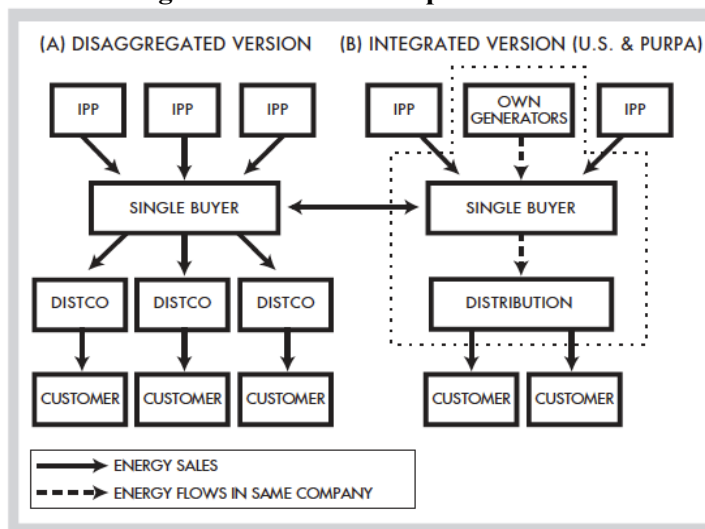 (A) DISAGGREGATED VERSION
(B) INTEGRATED VERSION (U.S. & PURPA)
IPP
IPP
IPP
IPP
OWN
GENERATORS
IPP
SINGLE BUYER
SINGLE BUYER
DISTCO
DISTCO
DISTCO
DISTRIBUTION
CUSTOMER
CUSTOMER
CUSTOMER
CUSTOMER
CUSTOMER
ENERGY SALES
ENERGY FLOWS IN SAME COMPANY